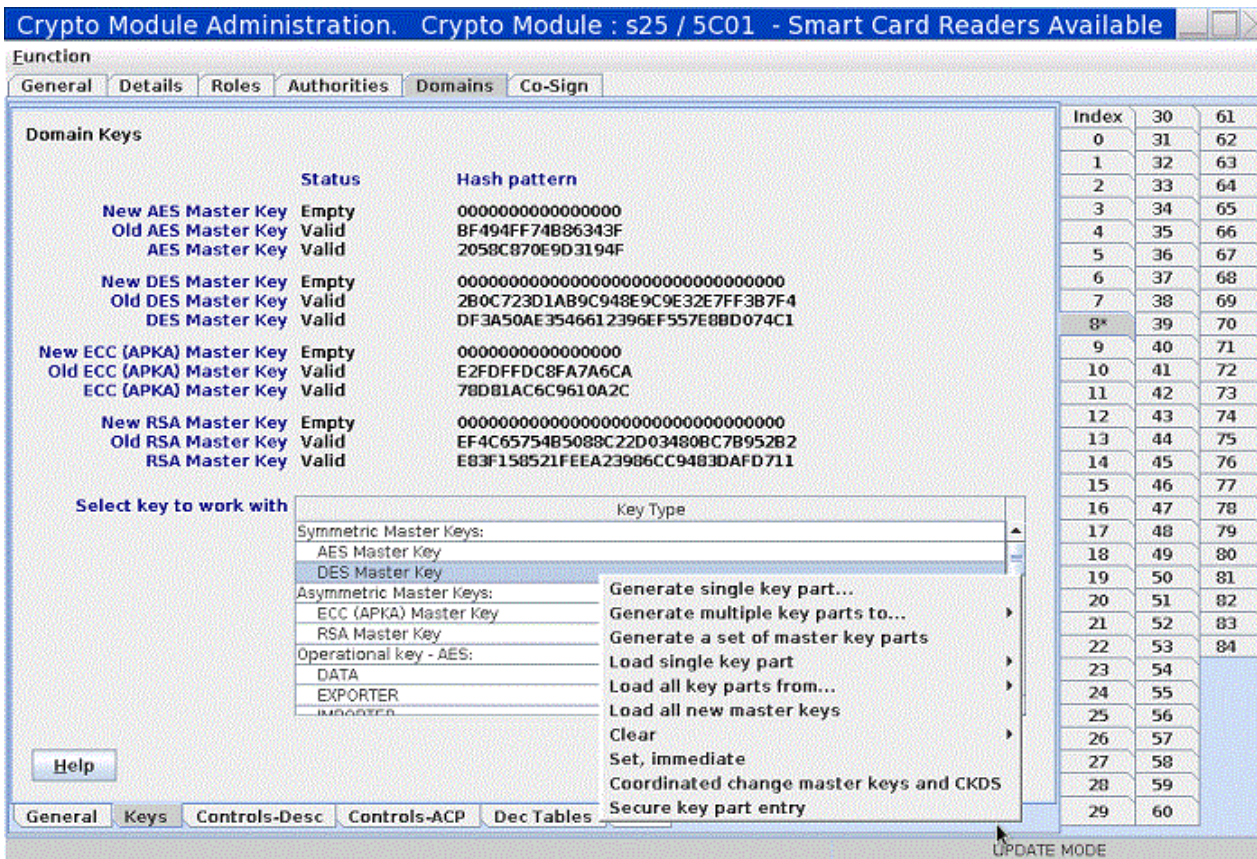 Crypto Module Administration. Crypto Module : s25 / 5C01 - Smart Card Readers Available
Function
General Details Roles Authorities Domains Co-Sign
Domain Keys
Status Hash pattern
New AES Master Key Empty 0000000000000000
Old AES Master Key Valid BF494FF74B86343F
AES Master Key Valid 2058C870E9D3194F
New DES Master Key Empty 00000000000000000000000000000000
Old DES Master Key Valid 2B0C723D1AB9C948E9C9E32E7FF3B7F4
DES Master Key Valid DF3A50AE3546612396EF557E8BD074C1
New ECC (APKA) Master Key Empty 0000000000000000
Old ECC (APKA) Master Key Valid E2FDFFDC8FA7A6CA
ECC (APKA) Master Key Valid 78D81AC6C9610A2C
New RSA Master Key Empty 00000000000000000000000000000000
Old RSA Master Key Valid EF4C65754B5088C22D03480BC7B952B2
RSA Master Key Valid E83F158521FEEA23986CC9483DAFD711
Select key to work with
Key Type
Symmetric Master Keys:
AES Master Key
DES Master Key
Asymmetric Master Keys:
ECC (APKA) Master Key
RSA Master Key
Operational key - AES:
DATA
EXPORTER
IMPORTER
Generate single key part...
Generate multiple key parts to...
Generate a set of master key parts
Load single key part
Load all key parts from...
Load all new master keys
Clear
Set, immediate
Coordinated change master keys and CKDS
Secure key part entry
Help
General Keys Controls-Desc Controls-ACP Dec Tables
Index 30 61
0 31 62
1 32 63
2 33 64
3 34 65
4 35 66
5 36 67
6 37 68
7 38 69
8* 39 70
9 40 71
10 41 72
11 42 73
12 43 74
13 44 75
14 45 76
15 46 77
16 47 78
17 48 79
18 49 80
19 50 81
20 51 82
21 52 83
22 53 84
23 54
24 55
25 56
26 57
27 58
28 59
29 60
UPDATE MODE